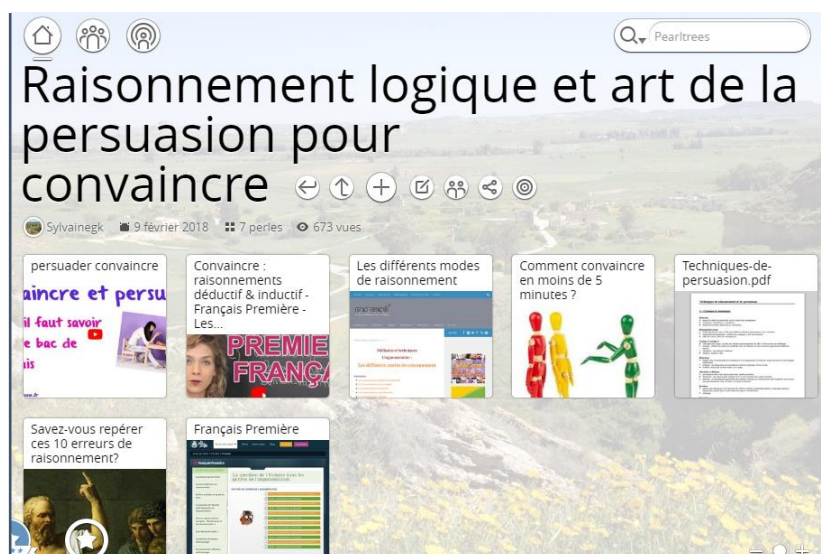 Pearltrees
Raisonnement logique et art de la
persuasion pour
convaincre
Sylvainegk 9 février 2018 7 perles 673 vues
persuader convaincre
aincre et persu
il faut savoir
e bac de
is
Convaincre :
raisonnements
déductif & inductif -
Français Première -
Les...
PREMIE
FRANÇA
Les différents modes
de raisonnement
Comment convaincre
en moins de 5
minutes ?
Techniques-de-
persuasion.pdf
Savez-vous repérer
ces 10 erreurs de
raisonnement?
Français Première